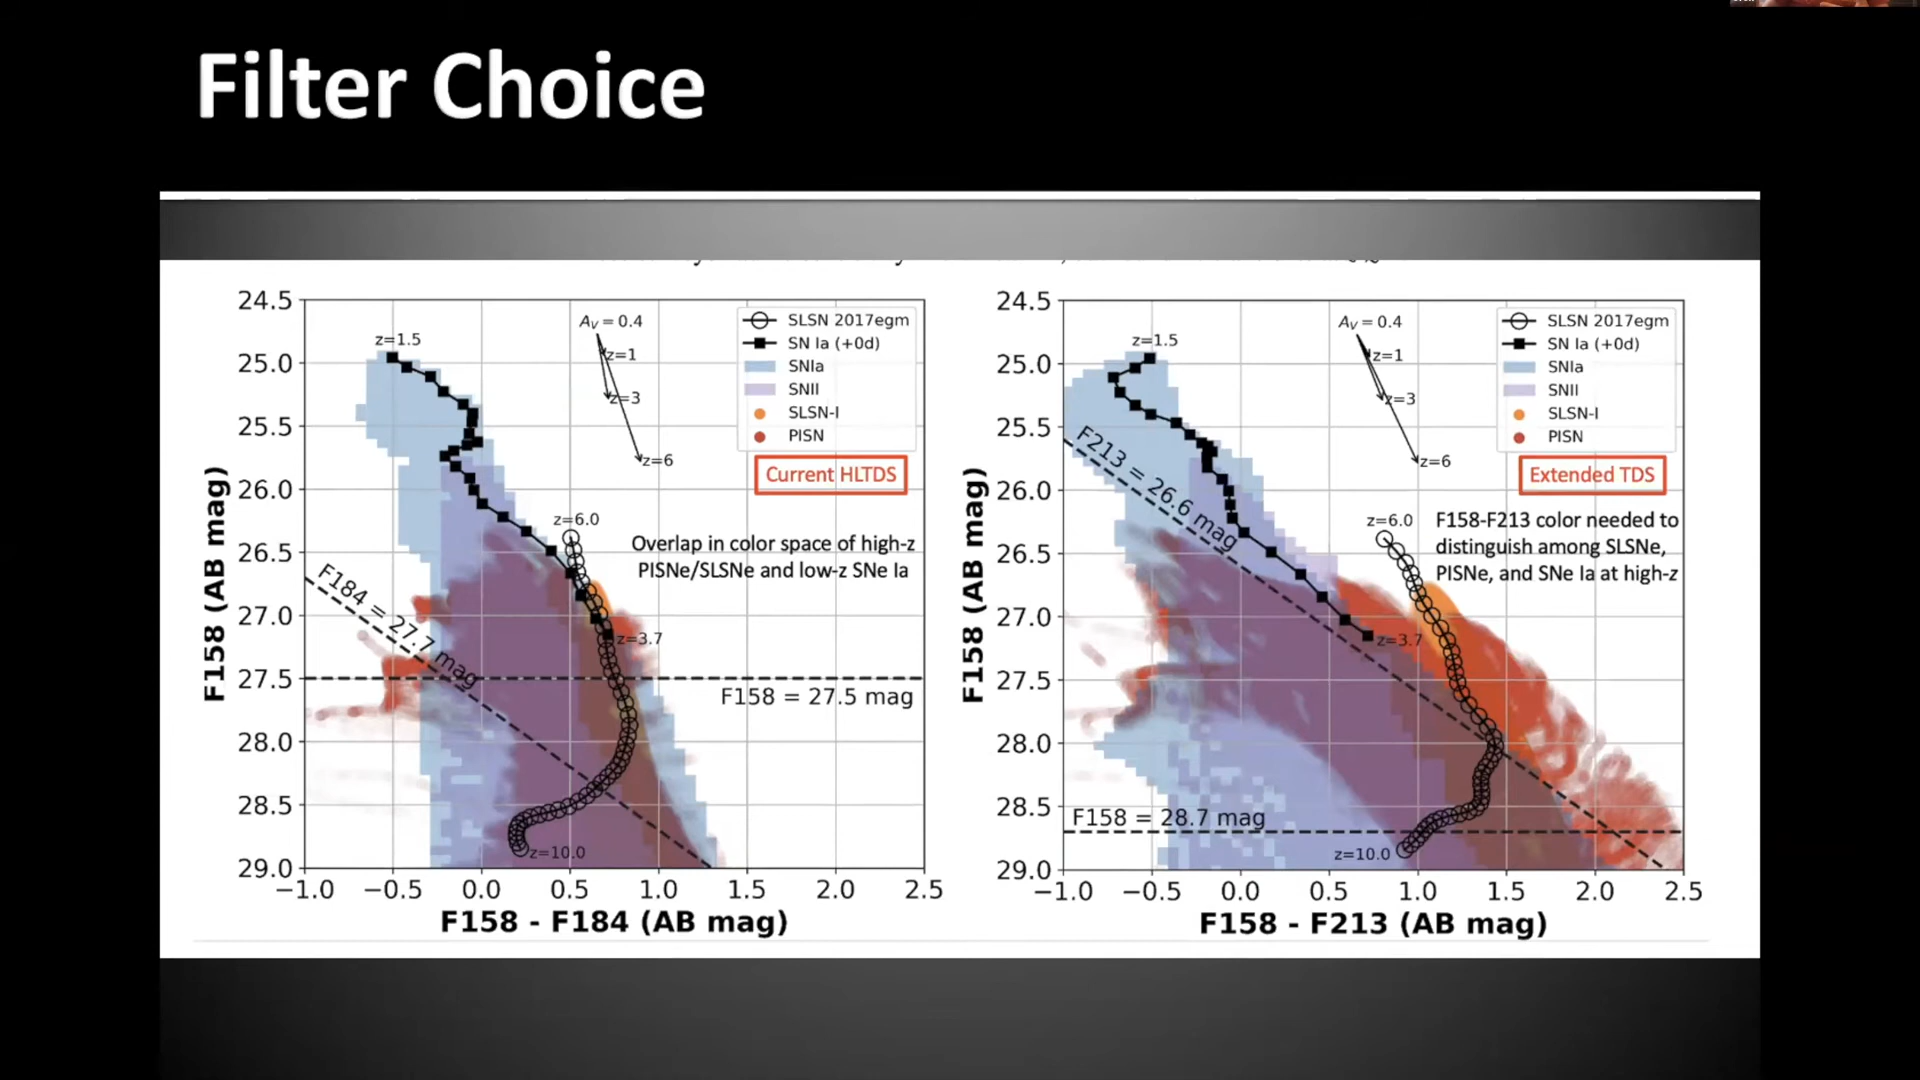 Filter Choice
24.5
25.0
25.5
26.0
26.5
27.0
27.5
28.0
28.5
29.0
F158 (AB mag)
−1.0 −0.5 0.0 0.5 1.0 1.5 2.0 2.5
F158 - F184 (AB mag)
z=1.5
A_V = 0.4
z=1
z=3
z=6
SLSN 2017egm
SN Ia (+0d)
SNIa
SNII
SLSN-I
PISN
Current HLTDS
z=6.0
Overlap in color space of high-z
PISNe/SLSNe and low-z SNe Ia
F184 = 27.7 mag
z=3.7
F158 = 27.5 mag
z=10.0
24.5
25.0
25.5
26.0
26.5
27.0
27.5
28.0
28.5
29.0
F158 (AB mag)
−1.0 −0.5 0.0 0.5 1.0 1.5 2.0 2.5
F158 - F213 (AB mag)
z=1.5
A_V = 0.4
z=1
z=3
z=6
SLSN 2017egm
SN Ia (+0d)
SNIa
SNII
SLSN-I
PISN
Extended TDS
F213 = 26.6 mag
z=6.0
F158-F213 color needed to
distinguish among SLSNe,
PISNe, and SNe Ia at high-z
z=3.7
F158 = 28.7 mag
z=10.0